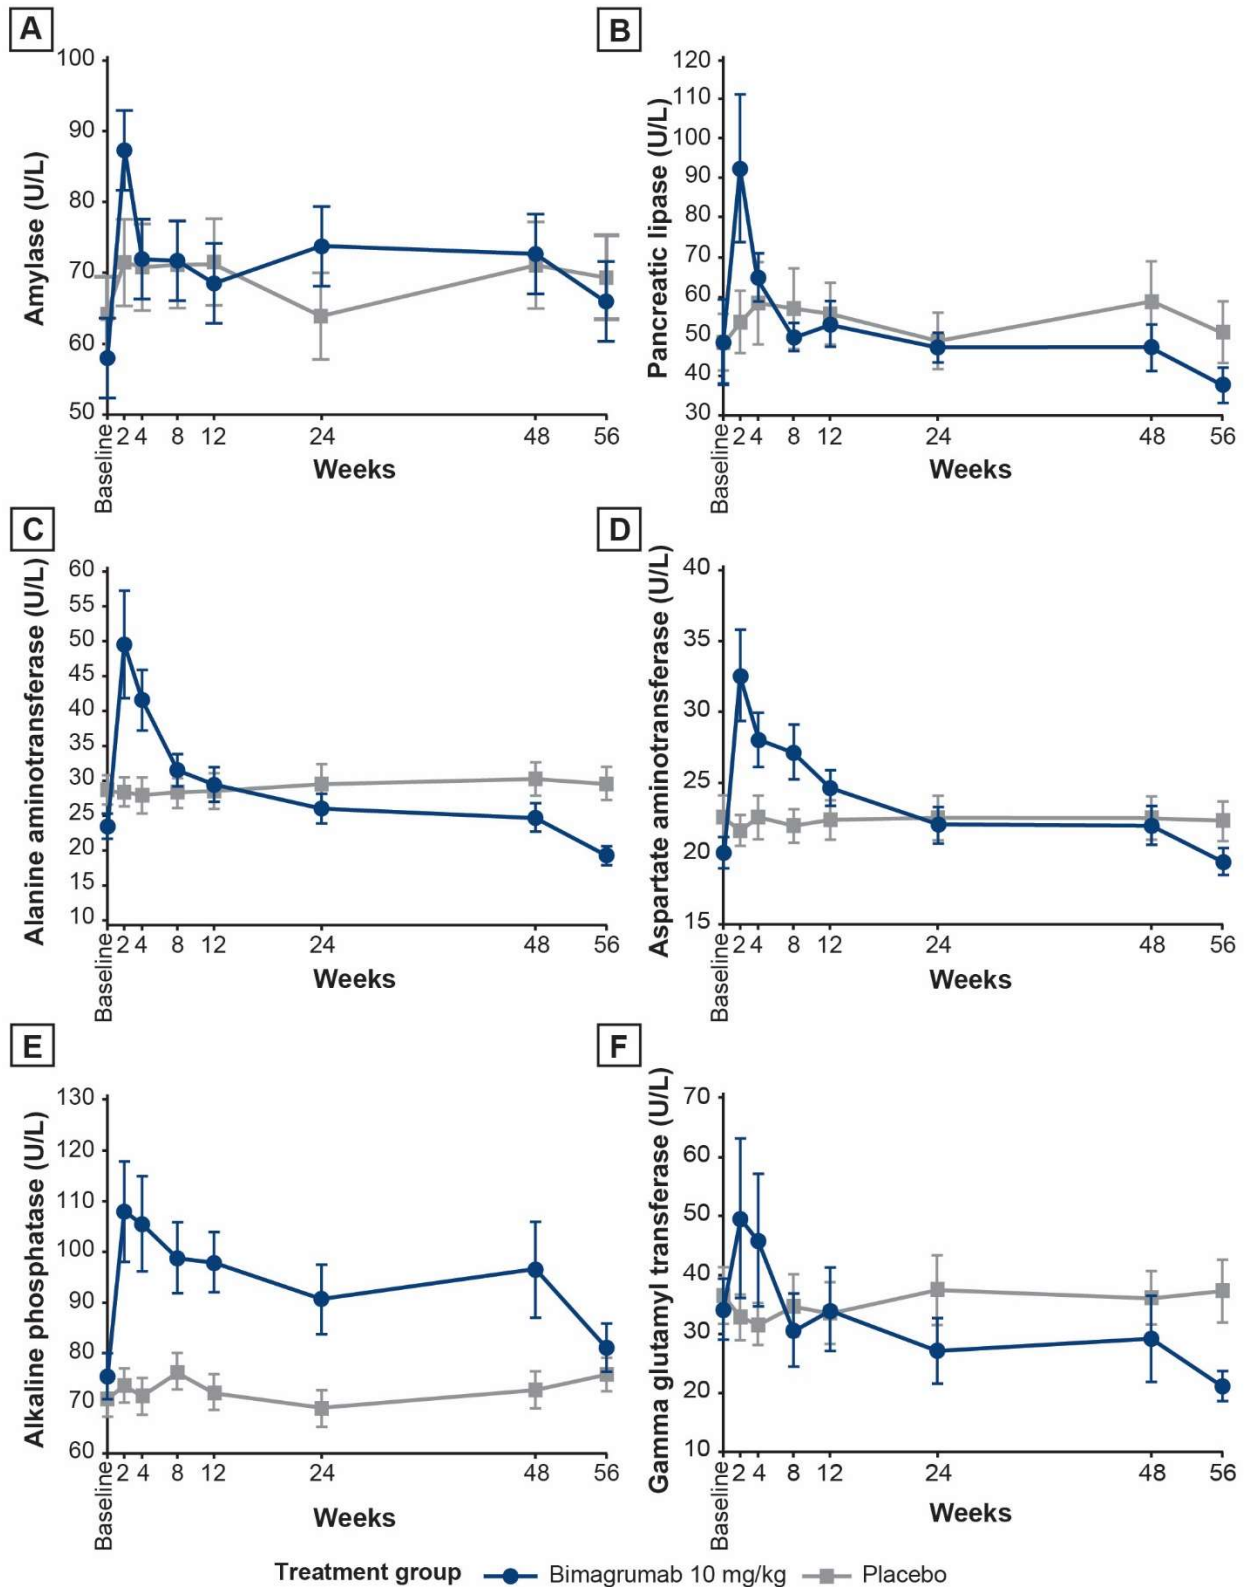 A
Amylase (U/L)
100
90
80
70
60
50
Baseline 2 4 8 12 24 48 56
Weeks
B
Pancreatic lipase (U/L)
120
110
100
90
80
70
60
50
40
30
Baseline 2 4 8 12 24 48 56
Weeks
C
Alanine aminotransferase (U/L)
60
55
50
45
40
35
30
25
20
15
10
Baseline 2 4 8 12 24 48 56
Weeks
D
Aspartate aminotransferase (U/L)
40
35
30
25
20
15
Baseline 2 4 8 12 24 48 56
Weeks
E
Alkaline phosphatase (U/L)
130
120
110
100
90
80
70
60
Baseline 2 4 8 12 24 48 56
Weeks
F
Gamma glutamyl transferase (U/L)
70
60
50
40
30
20
10
Baseline 2 4 8 12 24 48 56
Weeks
Treatment group Bimagrumab 10 mg/kg Placebo